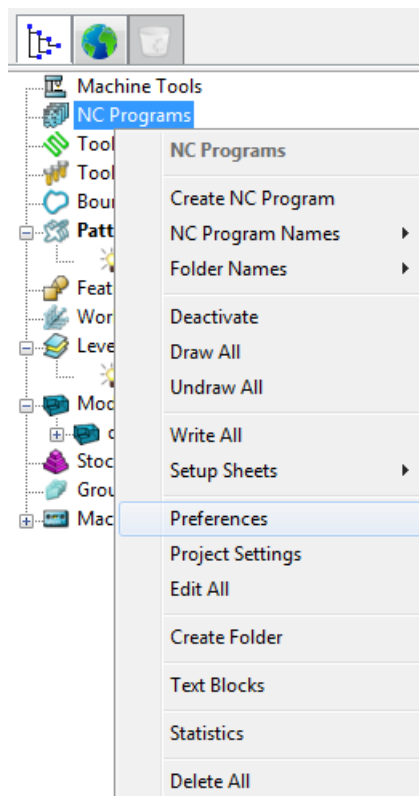 Machine Tools
NC Programs
Tool
Tool
Bour
Patt
Feat
Wor
Leve
Mod
Stoc
Grou
Mac
NC Programs
Create NC Program
NC Program Names
Folder Names
Deactivate
Draw All
Undraw All
Write All
Setup Sheets
Preferences
Project Settings
Edit All
Create Folder
Text Blocks
Statistics
Delete All